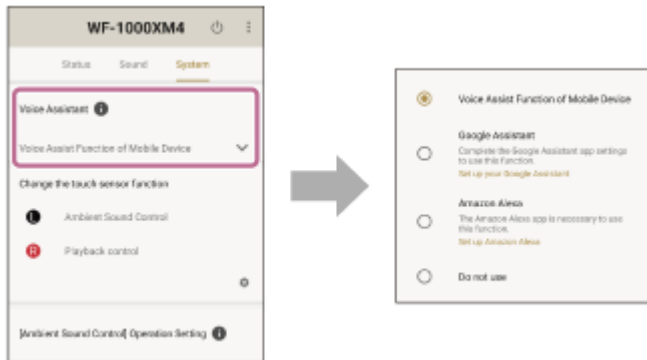 WF-1000XM4
Status Sound System
Voice Assistant
Voice Assist Function of Mobile Device
Change the touch sensor function
L Ambient Sound Control
R Playback control
[Ambient Sound Control] Operation Setting
Voice Assist Function of Mobile Device
Google Assistant
Complete the Google Assistant app settings
to use this function.
Set up your Google Assistant
Amazon Alexa
The Amazon Alexa app is necessary to use
this function.
Set up Amazon Alexa
Do not use